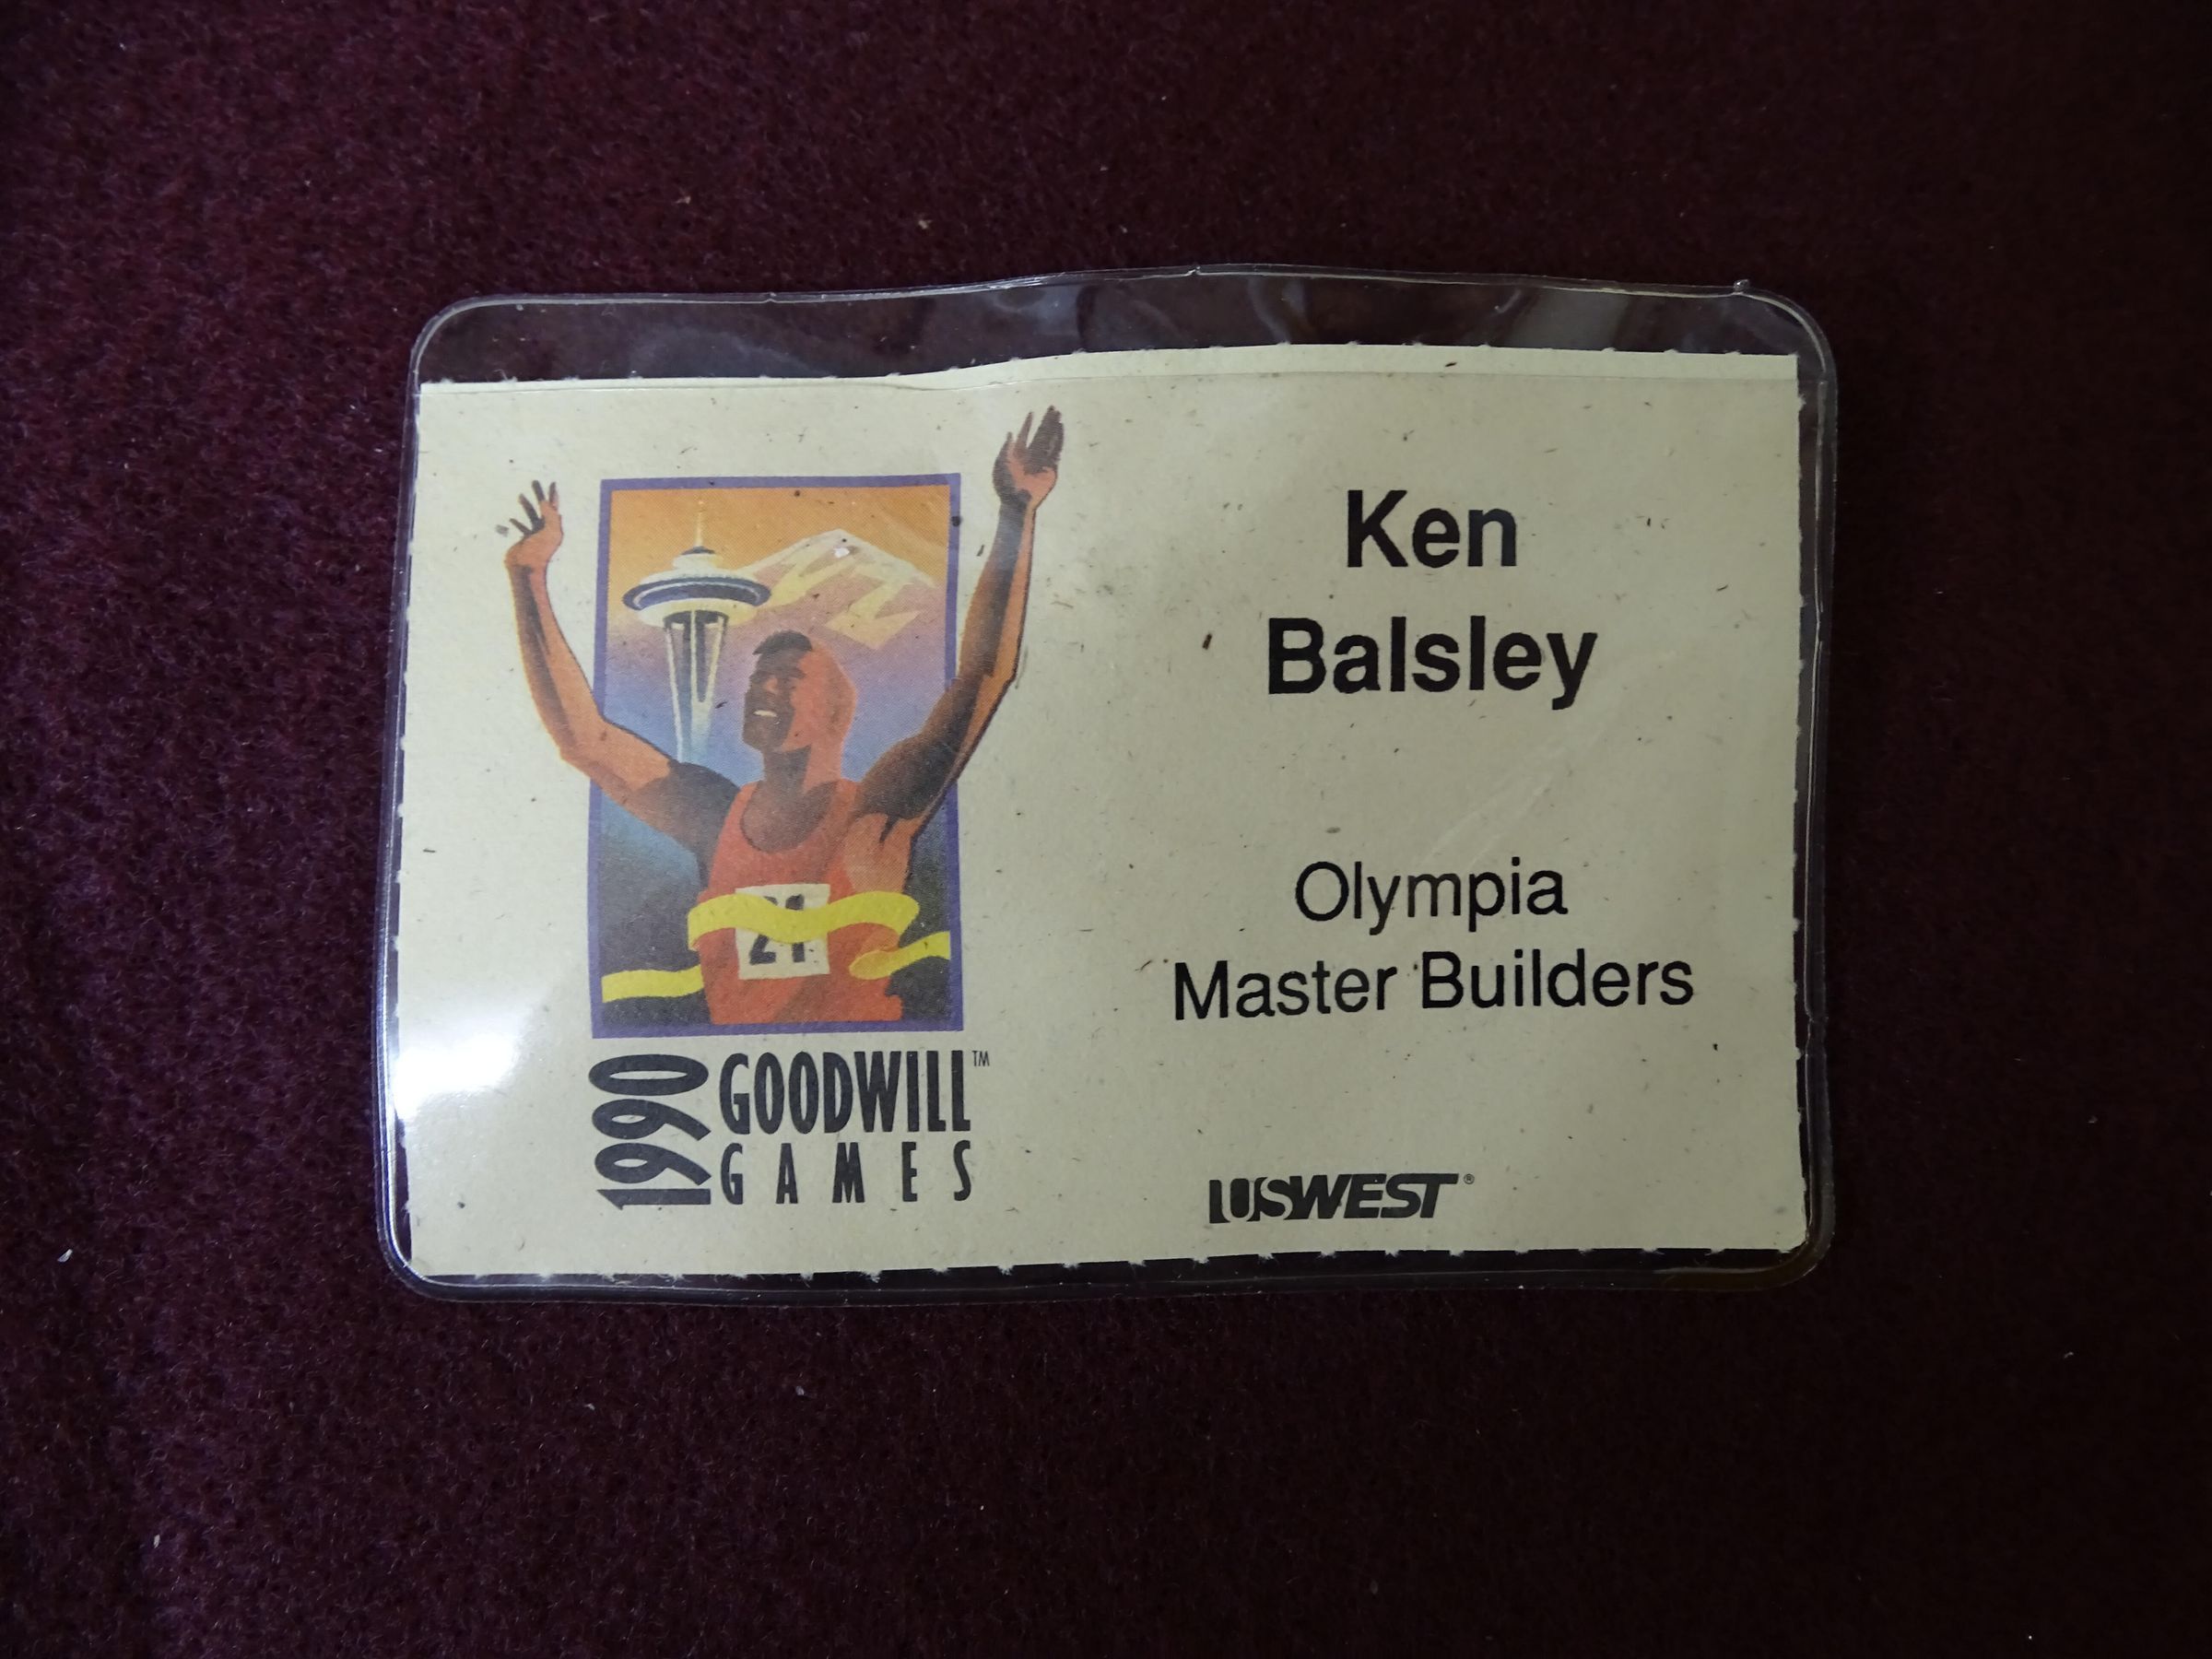 Ken
Balsley
Olympia
Master Builders
21
1990
GOODWILL™
GAMES
USWEST®